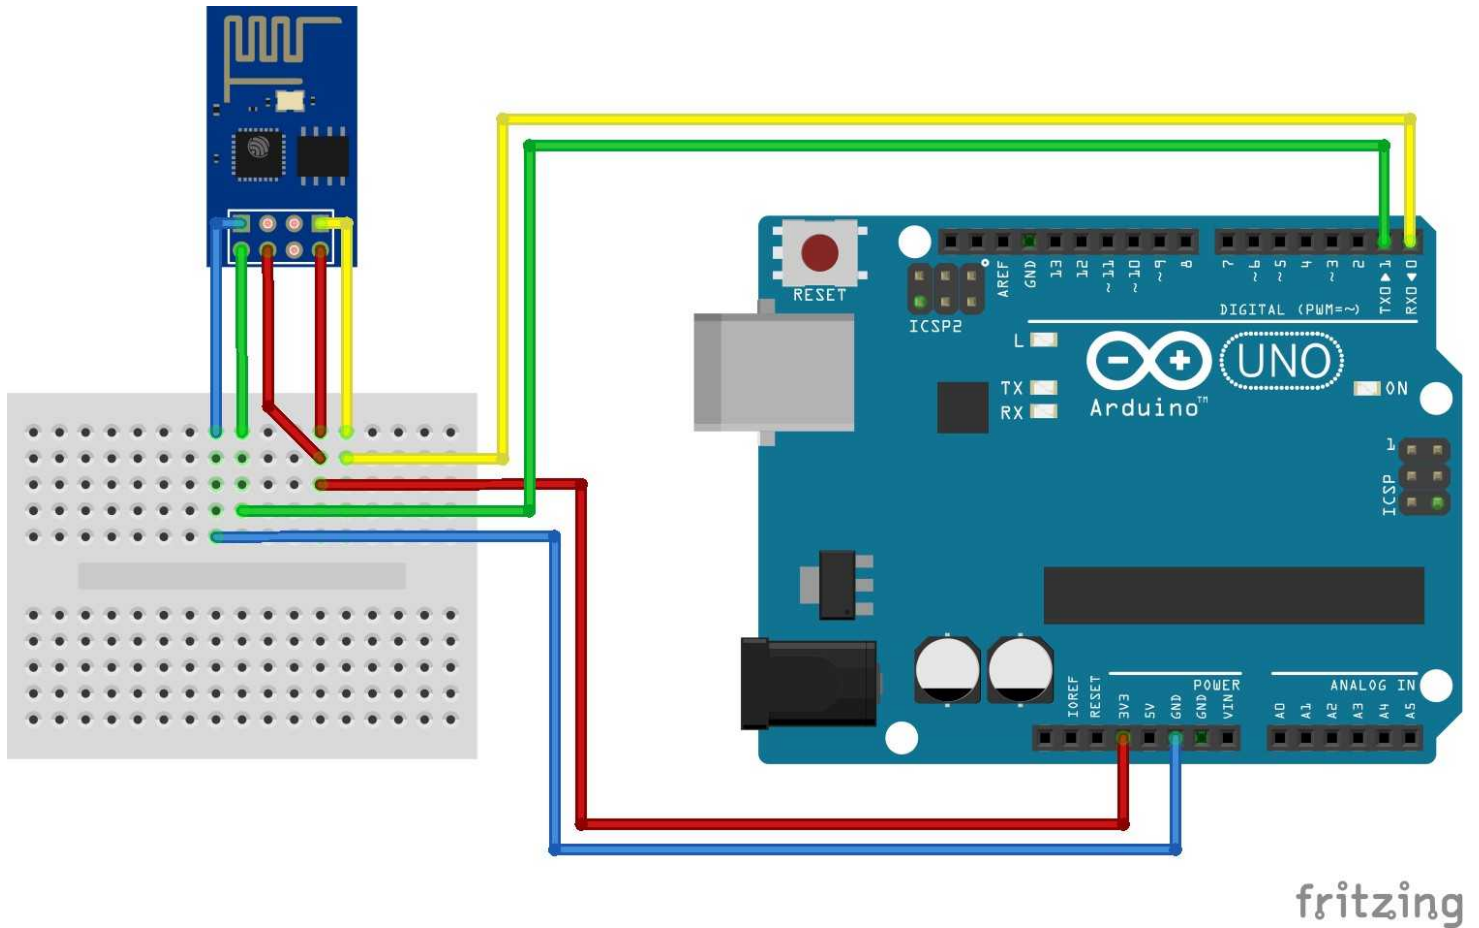 RESET
ICSP2
AREF
GND
13
12
~11
~10
~9
8
7
~6
~5
4
~3
2
TX0▶1
RX0◀0
DIGITAL (PWM=~)
L
TX
RX
UNO
Arduino™
ON
1
ICSP
POWER
ANALOG IN
IOREF
RESET
3V3
5V
GND
GND
VIN
A0
A1
A2
A3
A4
A5
fritzing